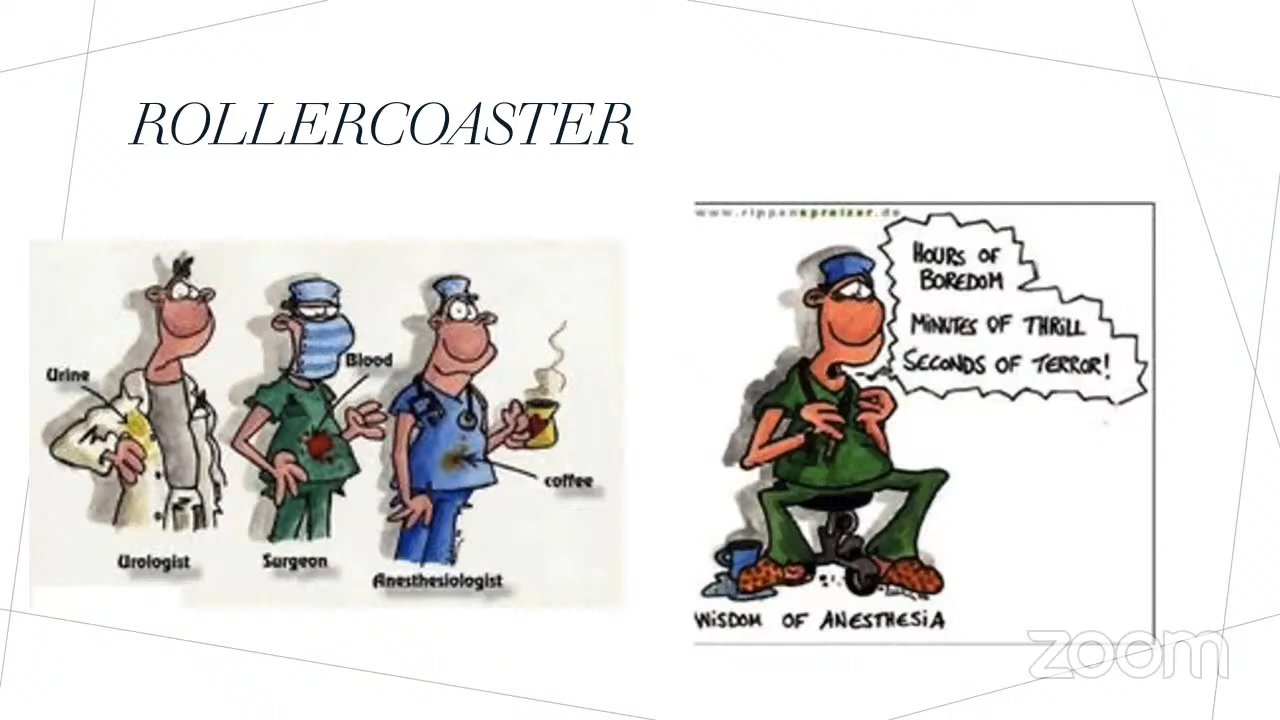 ROLLERCOASTER
Urine
Blood
coffee
Urologist
Surgeon
Anesthesiologist
www.rippenspreizer.de
HOURS OF
BOREDOM
MINUTES OF THRILL
SECONDS OF TERROR!
WISDOM OF ANESTHESIA
zoom